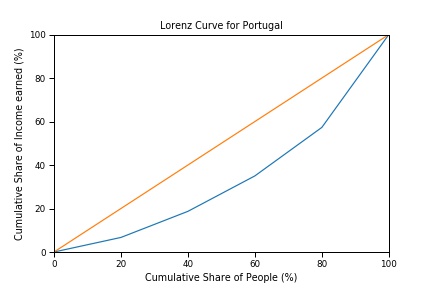 Lorenz Curve for Portugal
Cumulative Share of Income earned (%)
100
80
60
40
20
0
0 20 40 60 80 100
Cumulative Share of People (%)